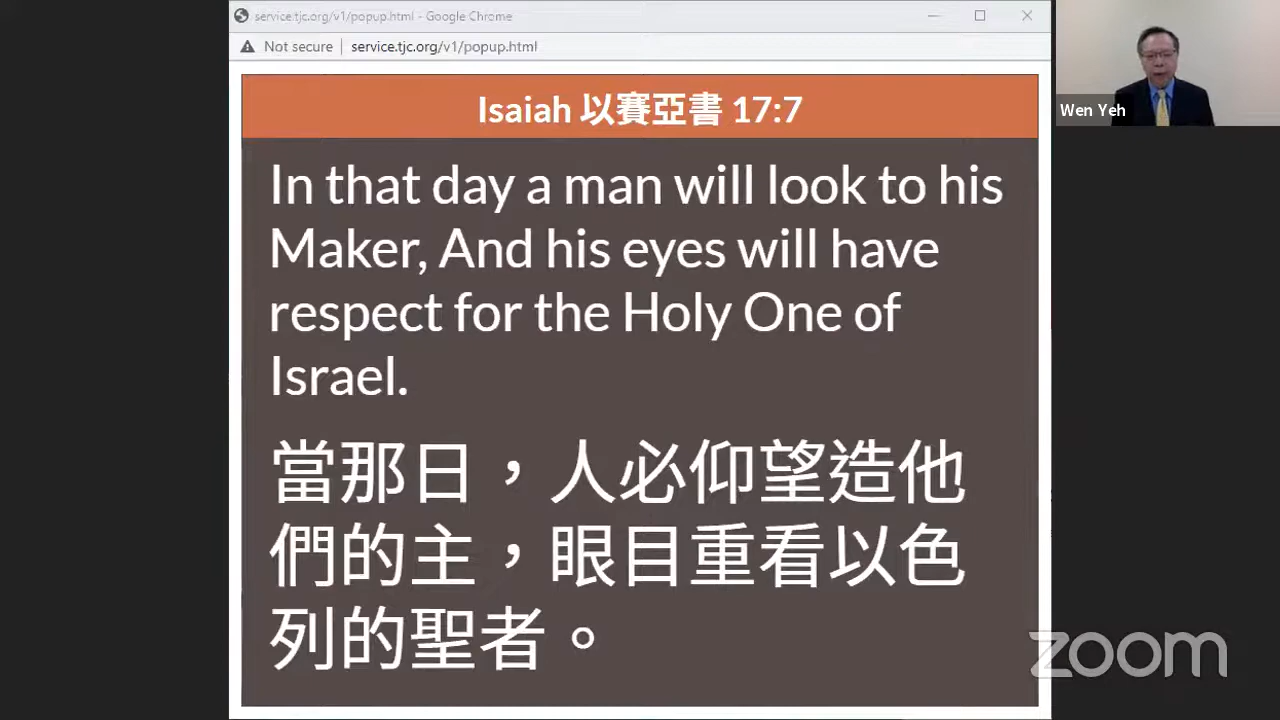 service.tjc.org/v1/popup.html - Google Chrome
Not secure | service.tjc.org/v1/popup.html
Isaiah 以賽亞書 17:7
In that day a man will look to his
Maker, And his eyes will have
respect for the Holy One of
Israel.
當那日，人必仰望造他
們的主，眼目重看以色
列的聖者。
Wen Yeh
zoom